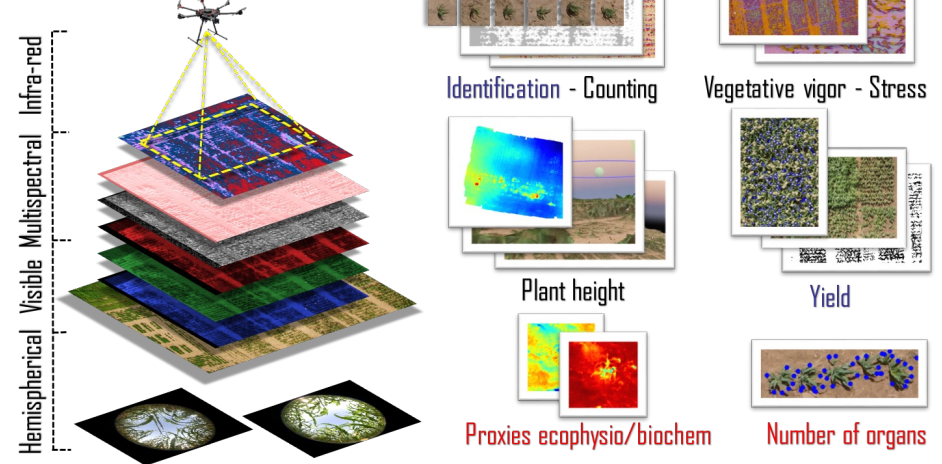 Infra-red
Multispectral
Visible
Hemispherical
Identification - Counting
Vegetative vigor - Stress
Plant height
Yield
Proxies ecophysio/biochem
Number of organs